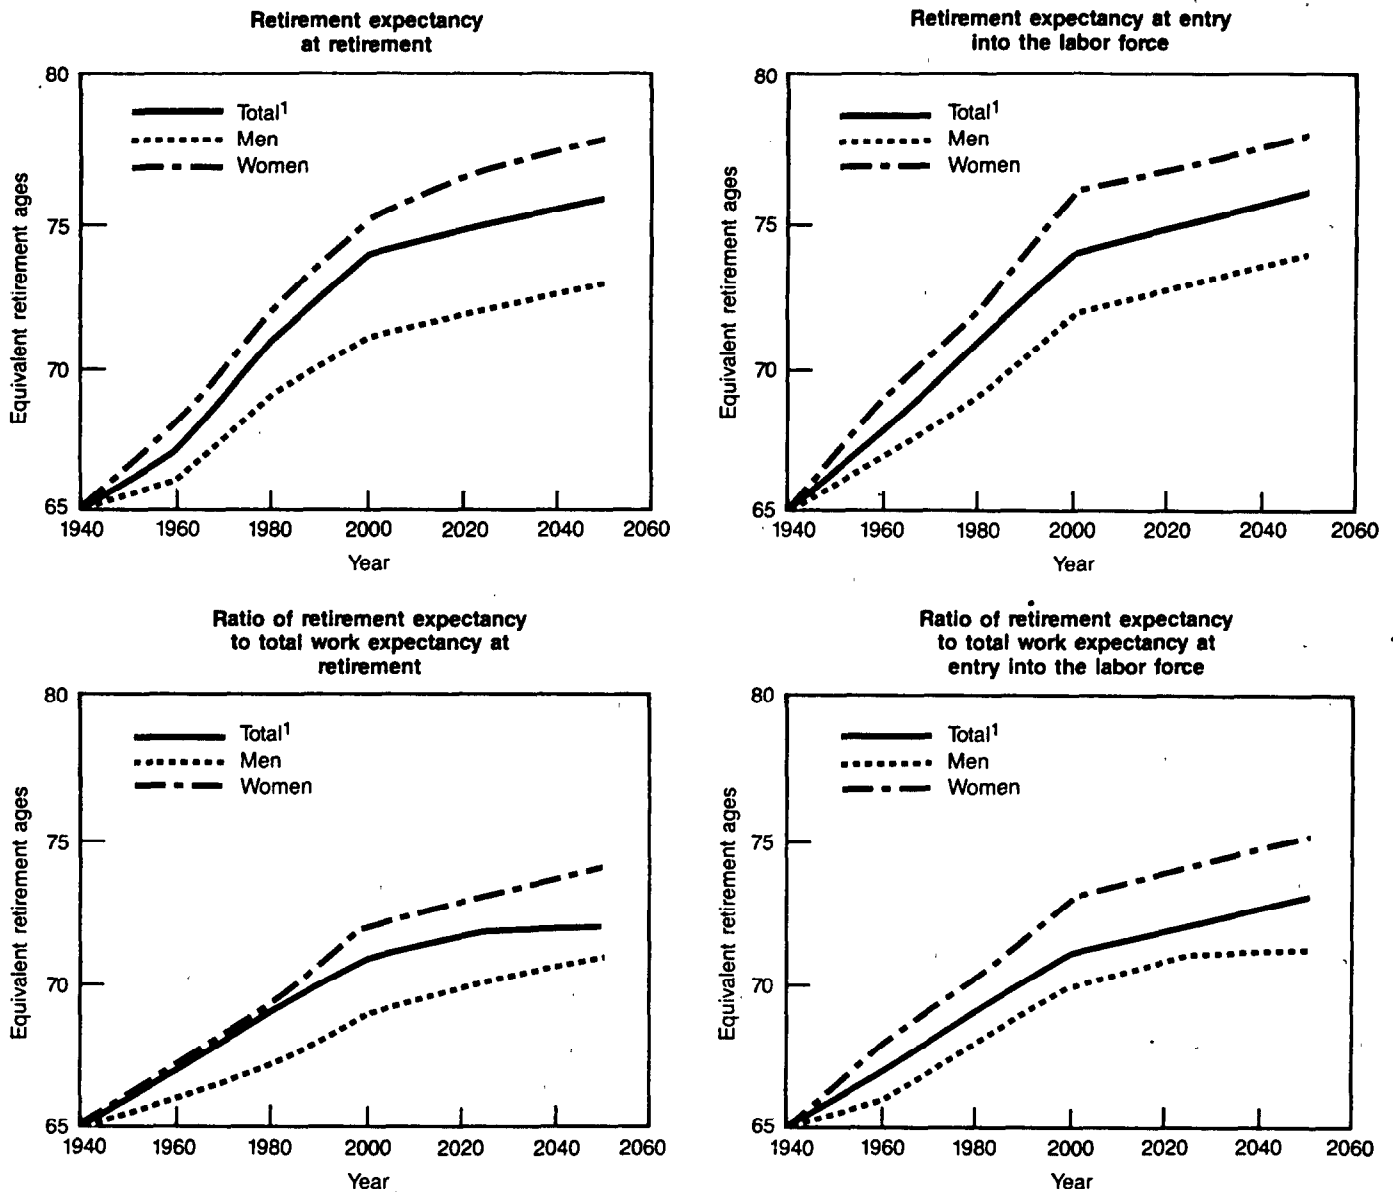 Retirement expectancy
at retirement
80
75
70
65
Equivalent retirement ages
Total¹
Men
Women
1940 1960 1980 2000 2020 2040 2060
Year
Retirement expectancy at entry
into the labor force
80
75
70
65
Equivalent retirement ages
Total¹
Men
Women
1940 1960 1980 2000 2020 2040 2060
Year
Ratio of retirement expectancy
to total work expectancy at
retirement
80
75
70
65
Equivalent retirement ages
Total¹
Men
Women
1940 1960 1980 2000 2020 2040 2060
Year
Ratio of retirement expectancy
to total work expectancy at
entry into the labor force
80
75
70
65
Equivalent retirement ages
Total¹
Men
Women
1940 1960 1980 2000 2020 2040 2060
Year